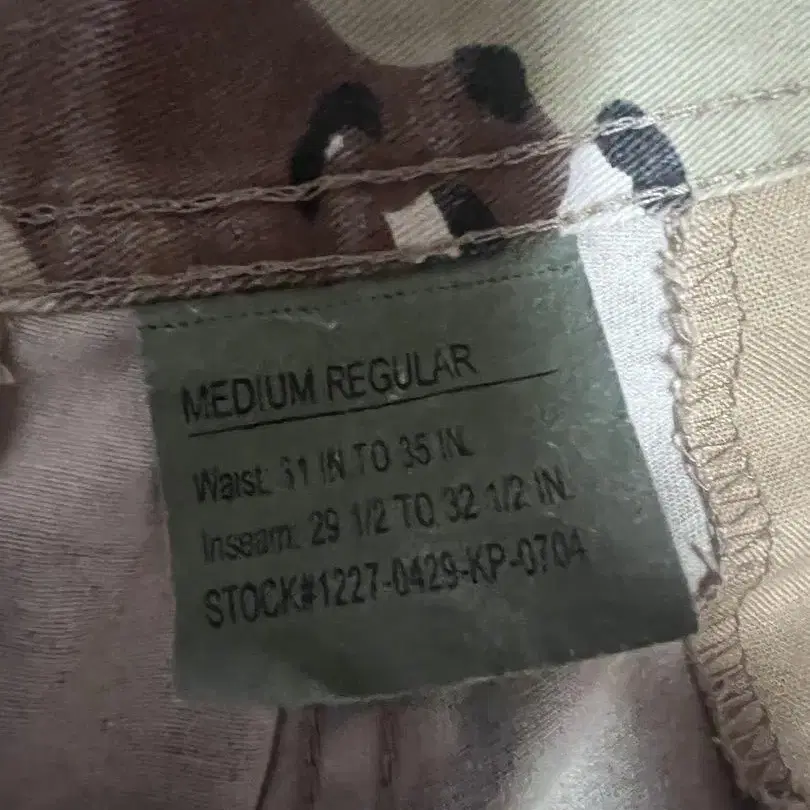 MEDIUM REGULAR
Waist: 31 IN TO 35 IN.
Inseam: 29 1/2 TO 32 1/2 IN.
STOCK#1227-0429-KP-0704